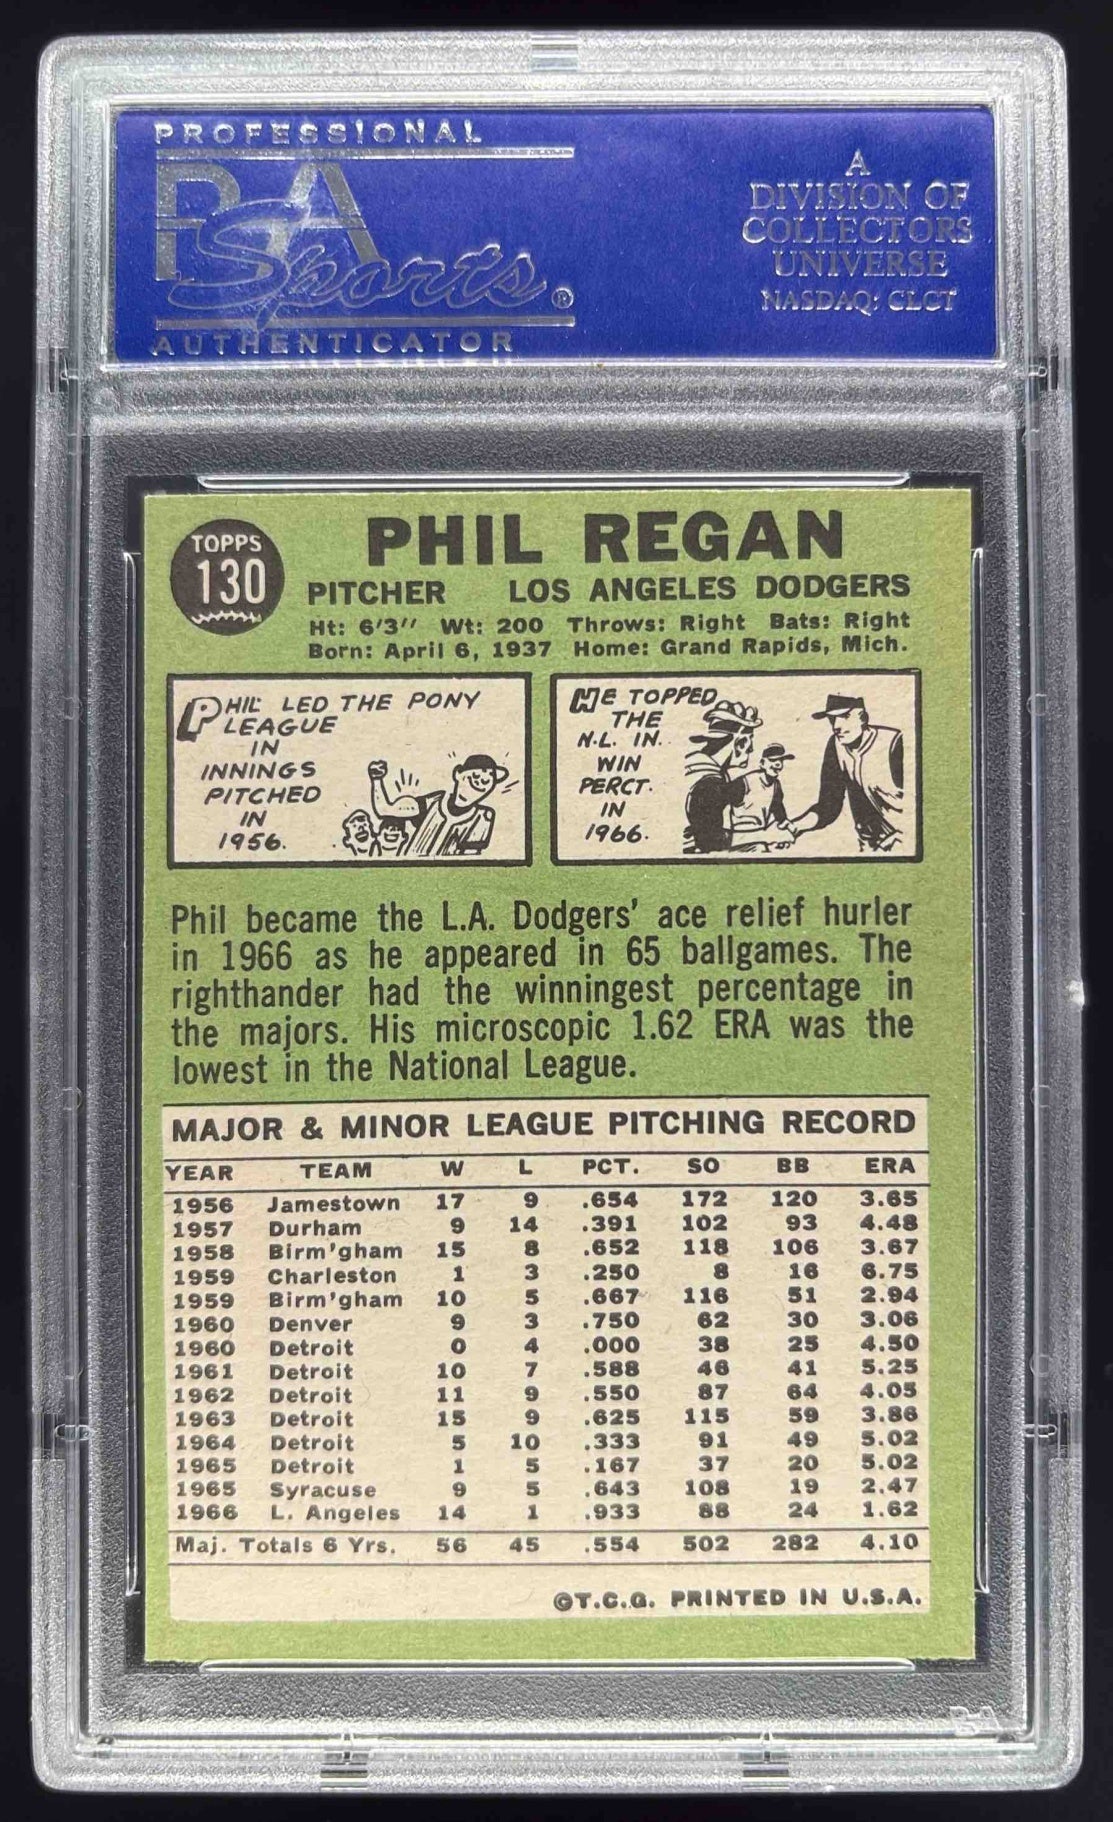 PROFESSIONAL
PSA
Sports®
AUTHENTICATOR
A
DIVISION OF
COLLECTORS
UNIVERSE
NASDAQ: CLCT
TOPPS
130
PHIL REGAN
PITCHER LOS ANGELES DODGERS
Ht: 6'3" Wt: 200 Throws: Right Bats: Right
Born: April 6, 1937 Home: Grand Rapids, Mich.
PHIL LED THE PONY
LEAGUE
IN
INNINGS
PITCHED
IN
1956.
HE TOPPED
THE
N.L. IN.
WIN
PERCT.
IN
1966.
Phil became the L.A. Dodgers' ace relief hurler
in 1966 as he appeared in 65 ballgames. The
righthander had the winningest percentage in
the majors. His microscopic 1.62 ERA was the
lowest in the National League.
MAJOR & MINOR LEAGUE PITCHING RECORD
YEAR TEAM W L PCT. SO BB ERA
1956 Jamestown 17 9 .654 172 120 3.65
1957 Durham 9 14 .391 102 93 4.48
1958 Birm'gham 15 8 .652 118 106 3.67
1959 Charleston 1 3 .250 8 16 6.75
1959 Birm'gham 10 5 .667 116 51 2.94
1960 Denver 9 3 .750 62 30 3.06
1960 Detroit 0 4 .000 38 25 4.50
1961 Detroit 10 7 .588 46 41 5.25
1962 Detroit 11 9 .550 87 64 4.05
1963 Detroit 15 9 .625 115 59 3.86
1964 Detroit 5 10 .333 91 49 5.02
1965 Detroit 1 5 .167 37 20 5.02
1965 Syracuse 9 5 .643 108 19 2.47
1966 L. Angeles 14 1 .933 88 24 1.62
Maj. Totals 6 Yrs. 56 45 .554 502 282 4.10
©T.C.G. PRINTED IN U.S.A.